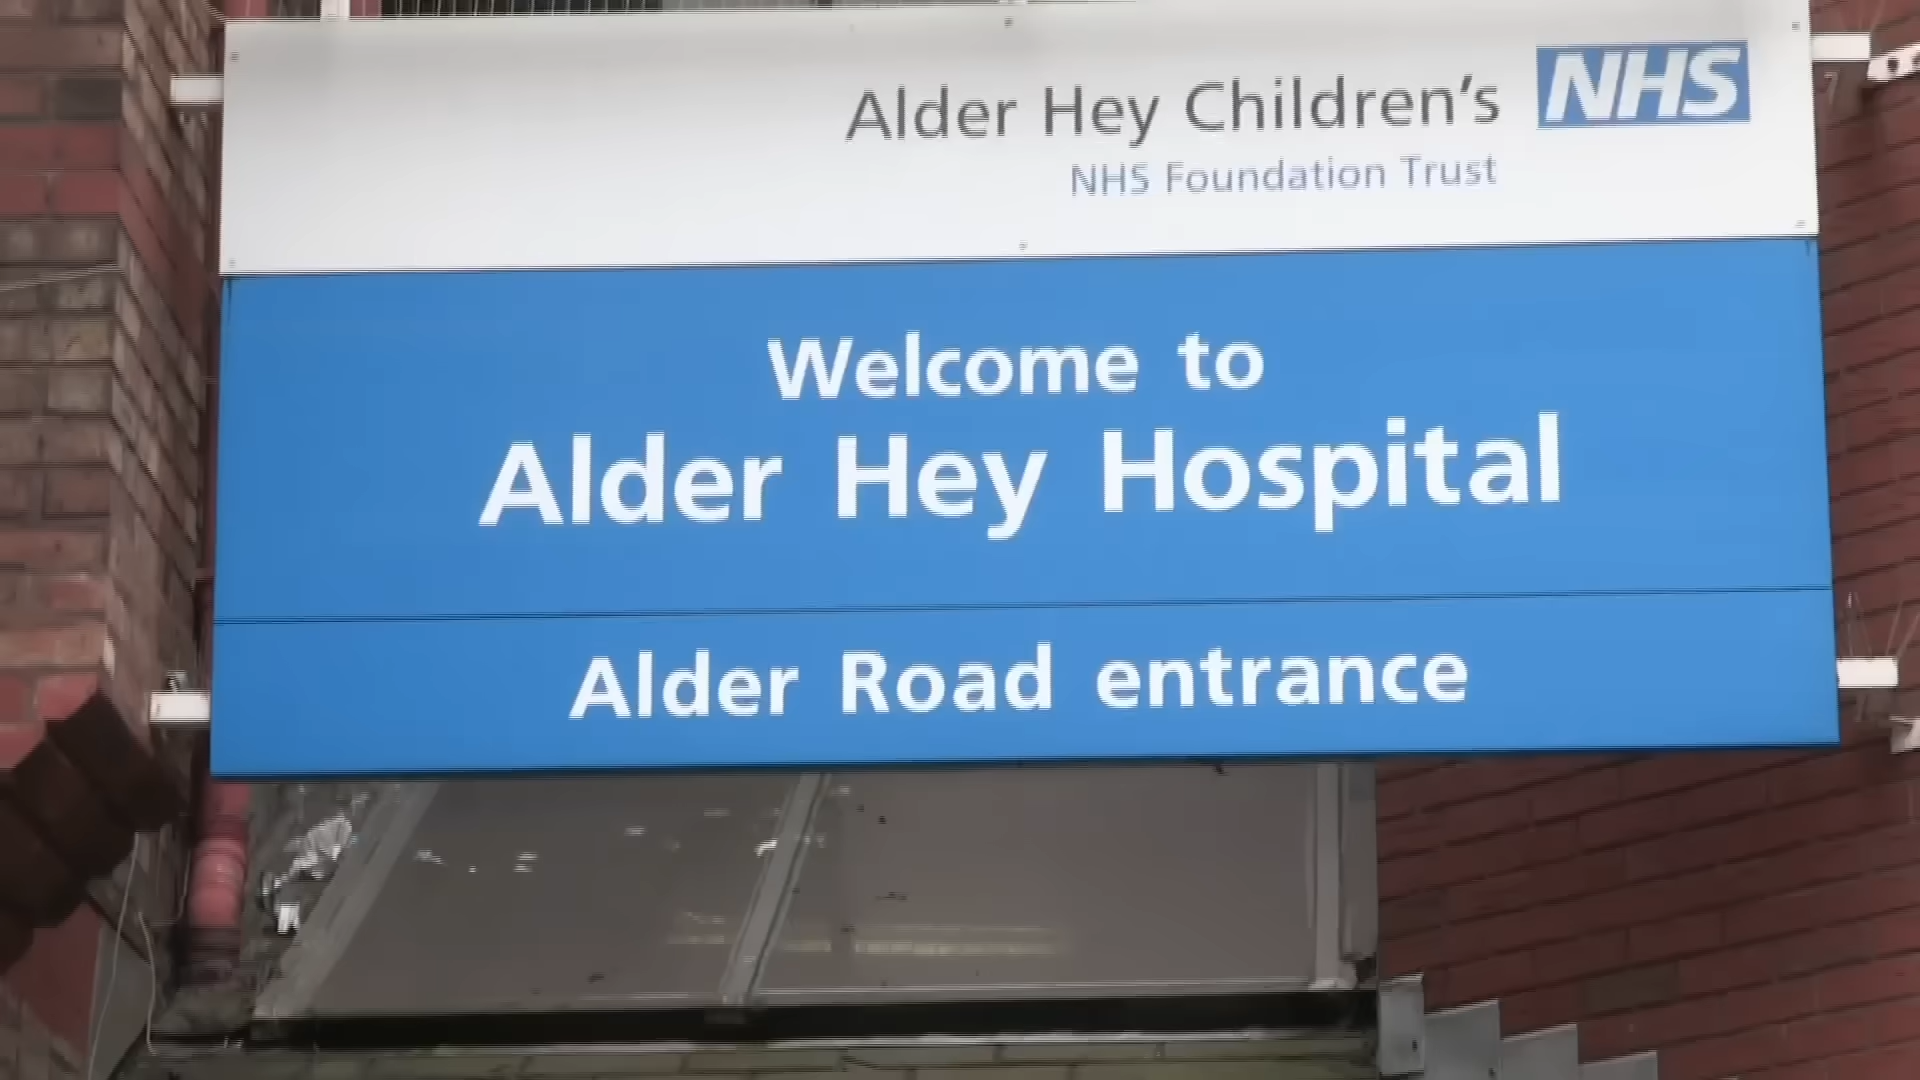 Alder Hey Children's NHS
NHS Foundation Trust
Welcome to
Alder Hey Hospital
Alder Road entrance